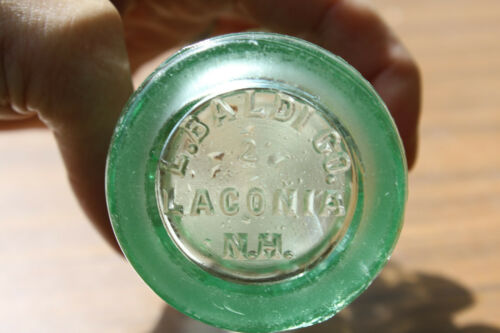 L. BALDI CO.
2
LACONIA
N.H.